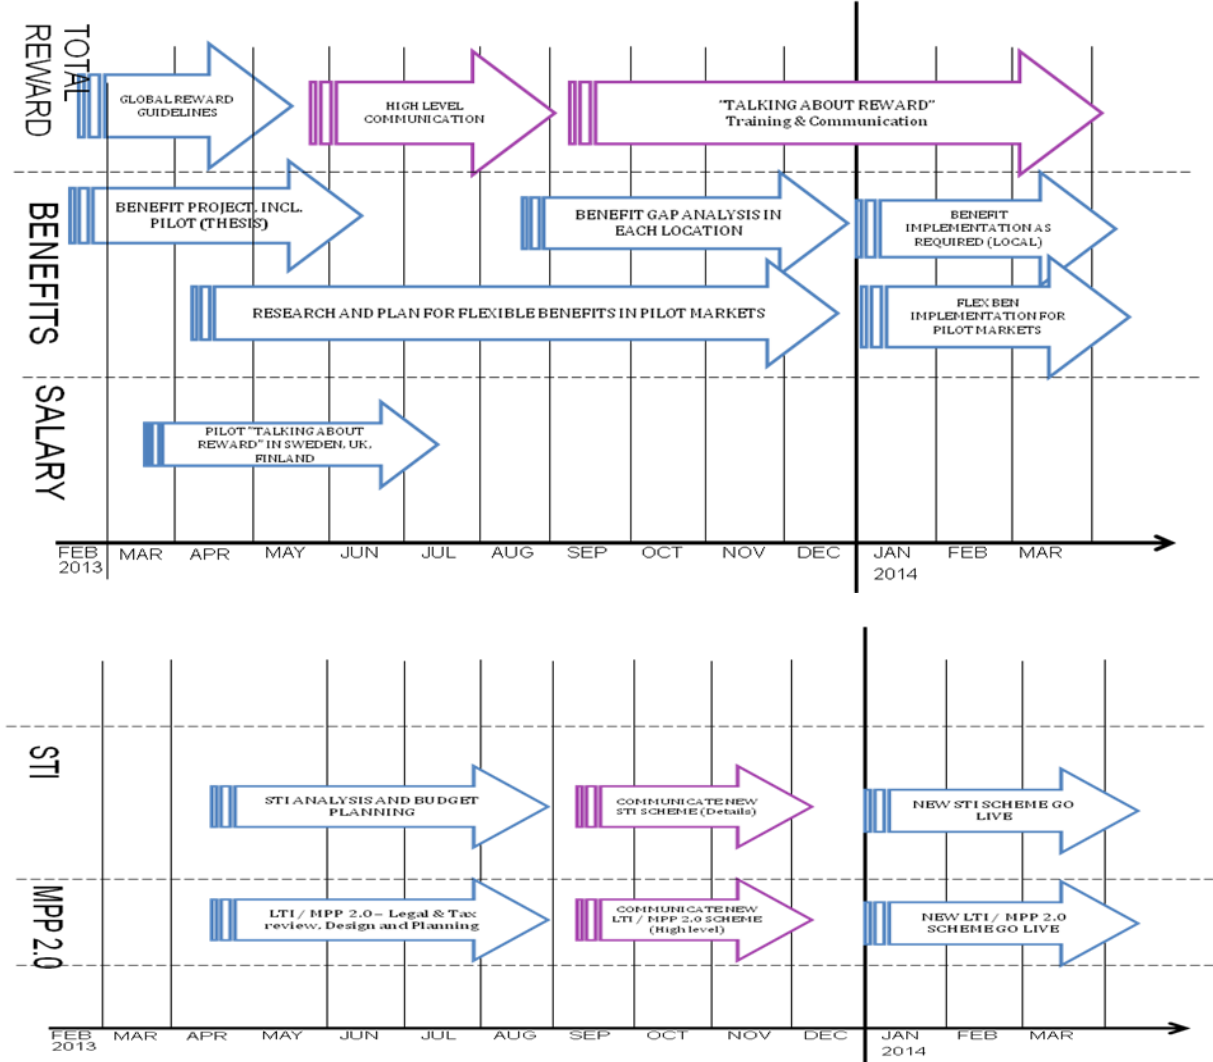 TOTAL
REWARD
GLOBAL REWARD
GUIDELINES
HIGH LEVEL
COMMUNICATION
"TALKING ABOUT REWARD"
Training & Communication
BENEFITS
BENEFIT PROJECT, INCL.
PILOT (THESIS)
BENEFIT GAP ANALYSIS IN
EACH LOCATION
BENEFIT
IMPLEMENTATION AS
REQUIRED (LOCAL)
RESEARCH AND PLAN FOR FLEXIBLE BENEFITS IN PILOT MARKETS
FLEX BEN
IMPLEMENTATION FOR
PILOT MARKETS
SALARY
PILOT "TALKING ABOUT
REWARD" IN SWEDEN, UK,
FINLAND
FEB MAR APR MAY JUN JUL AUG SEP OCT NOV DEC JAN FEB MAR
2013 2014
STI
STI ANALYSIS AND BUDGET
PLANNING
COMMUNICATE NEW
STI SCHEME (Details)
NEW STI SCHEME GO
LIVE
MPP 2.0
LTI / MPP 2.0 – Legal & Tax
review, Design and Planning
COMMUNICATE NEW
LTI / MPP 2.0 SCHEME
(High level)
NEW LTI / MPP 2.0
SCHEME GO LIVE
FEB MAR APR MAY JUN JUL AUG SEP OCT NOV DEC JAN FEB MAR
2013 2014